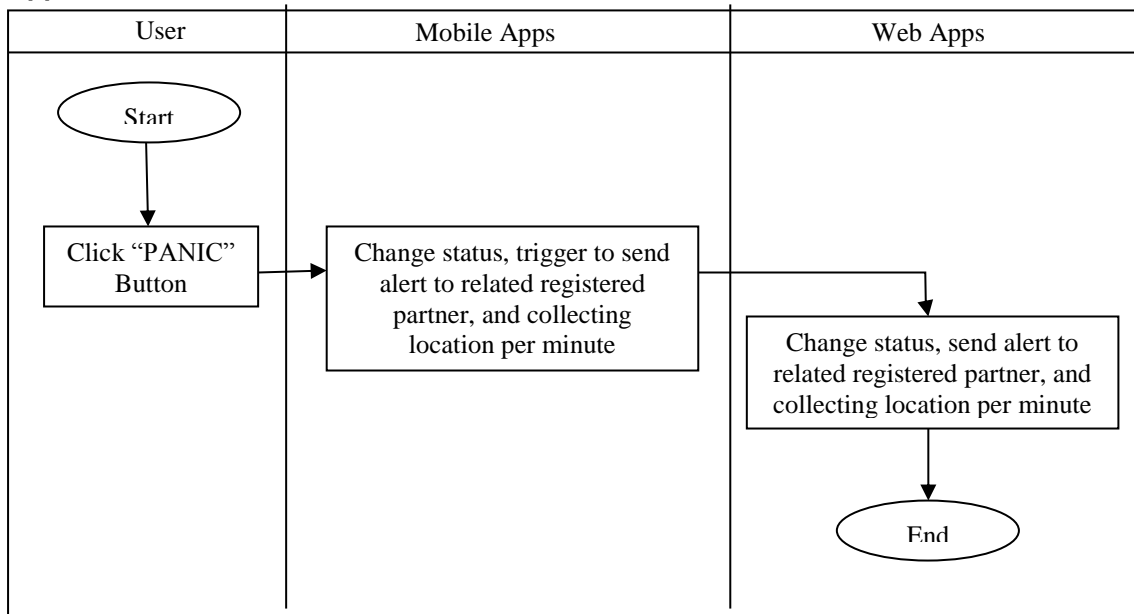 User
Mobile Apps
Web Apps
Start
Click “PANIC”
Button
Change status, trigger to send
alert to related registered
partner, and collecting
location per minute
Change status, send alert to
related registered partner, and
collecting location per minute
End